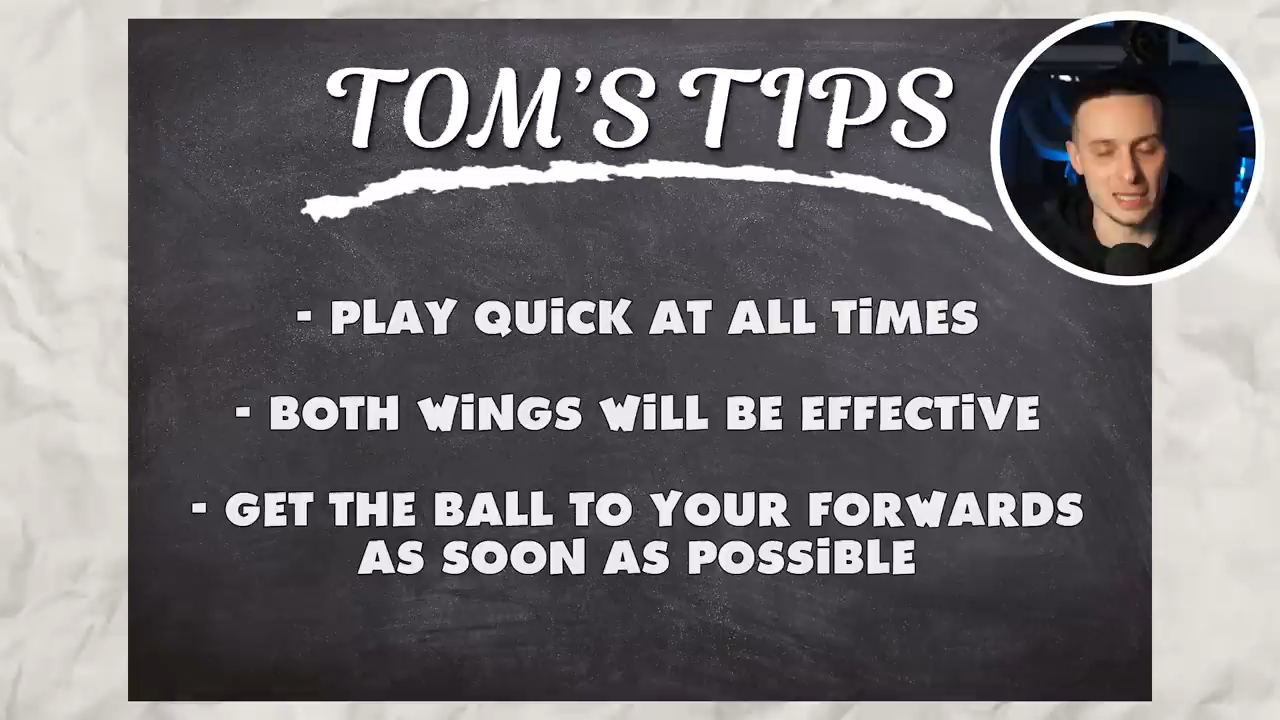 TOM'S TIPS
- PLAY QUiCK AT ALL TiMES
- BOTH WiNGS WiLL BE EFFECTiVE
- GET THE BALL TO YOUR FORWARDS
AS SOON AS POSSiBLE